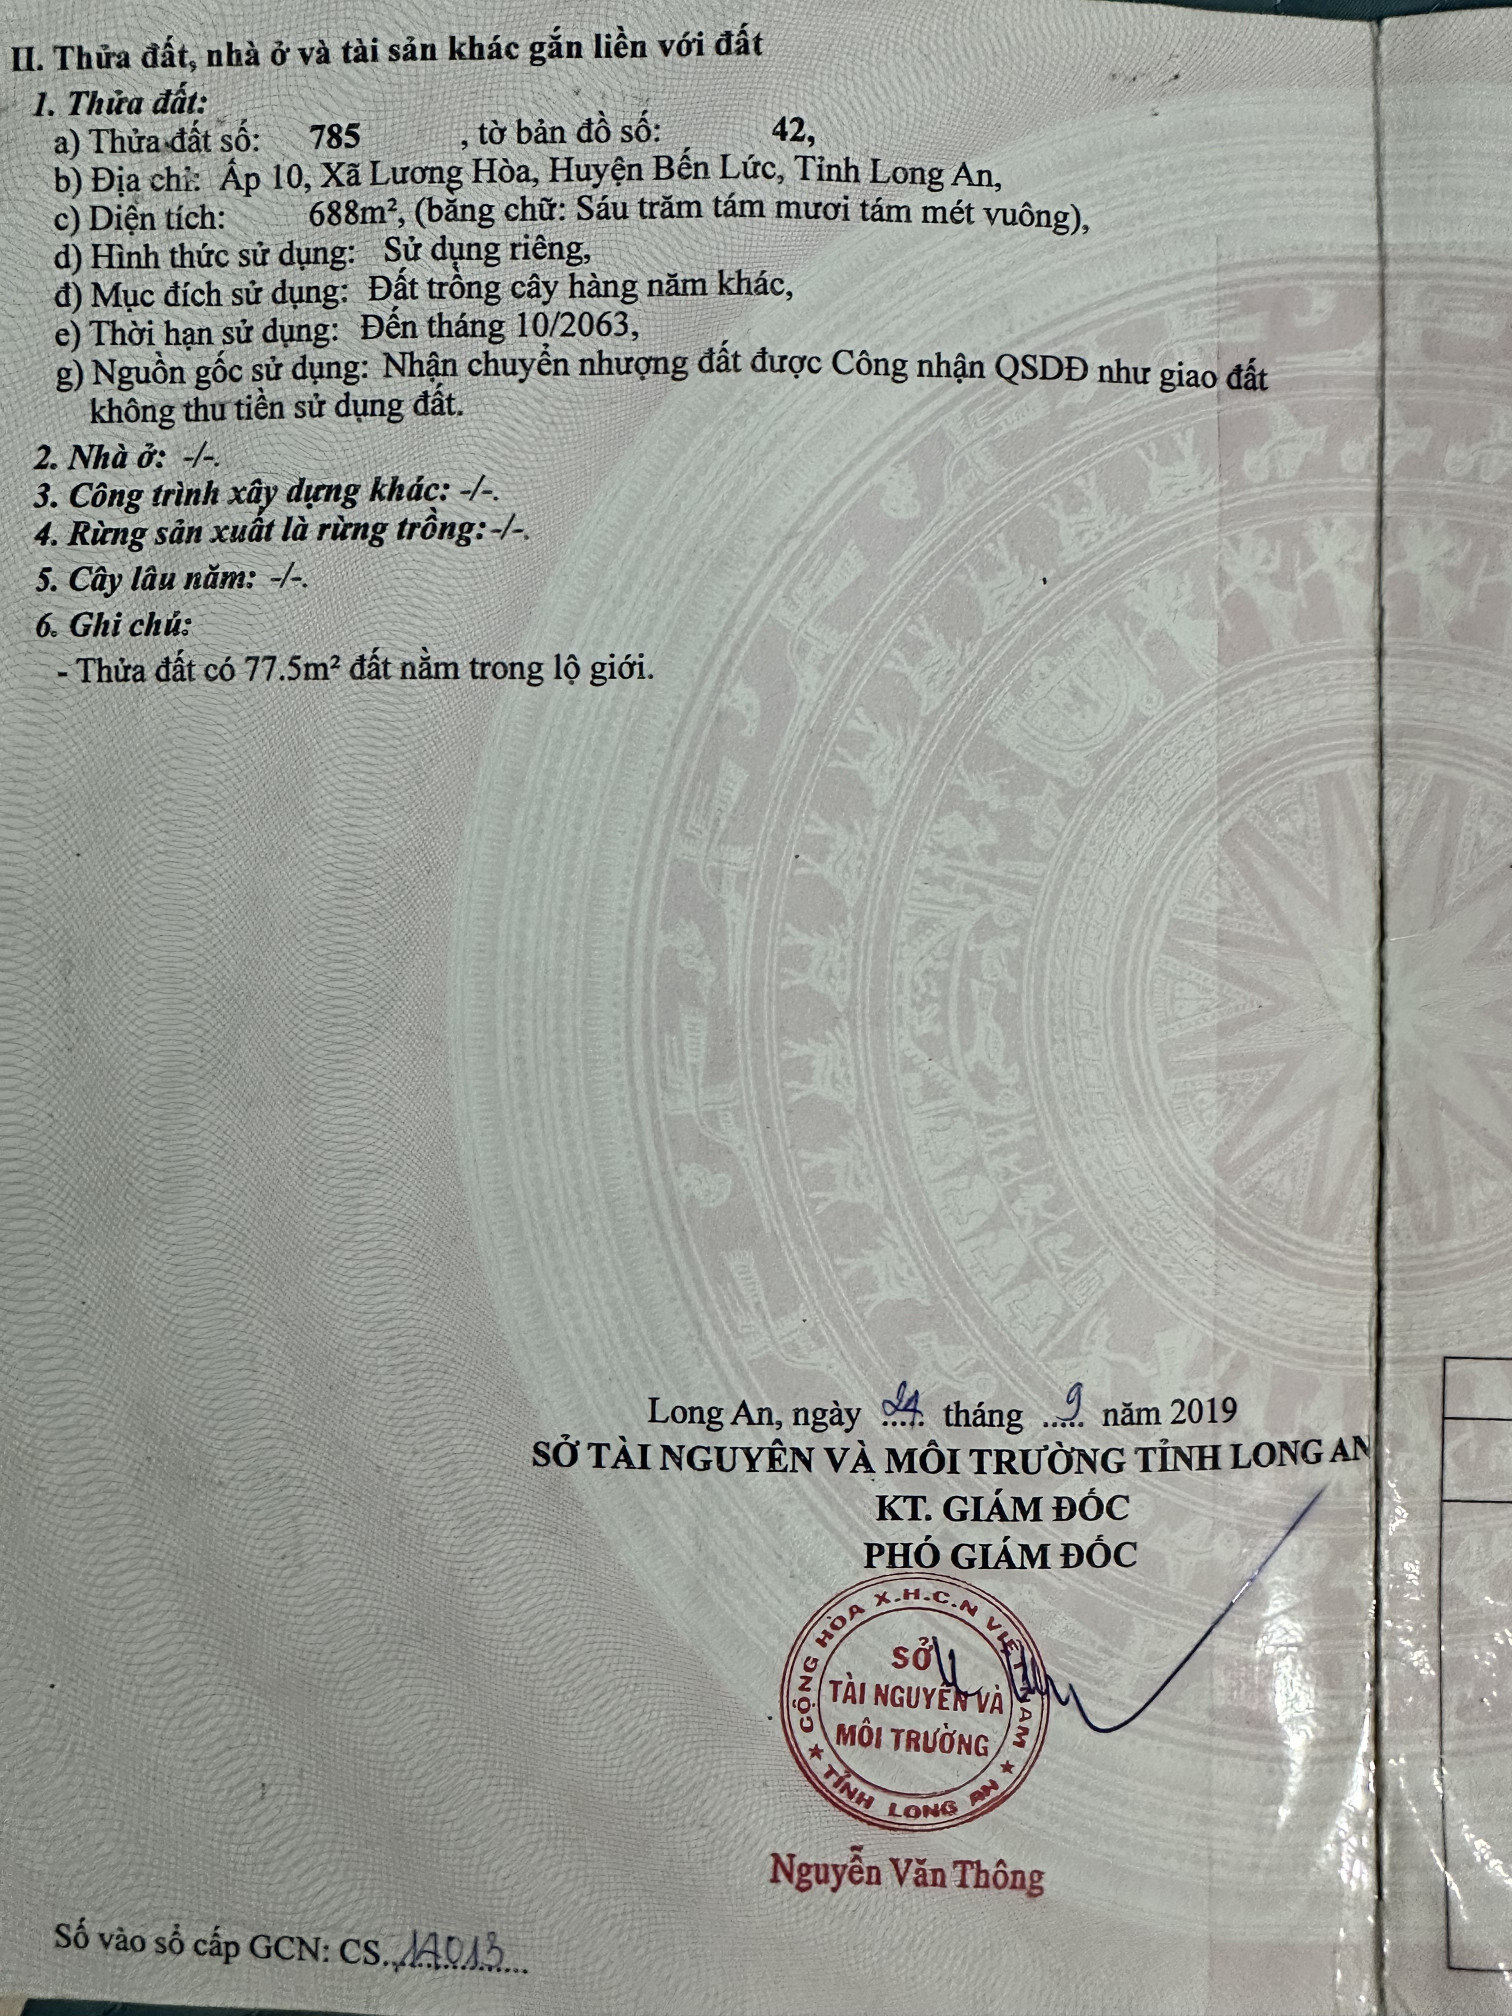 II. Thửa đất, nhà ở và tài sản khác gắn liền với đất
1. Thửa đất:
a) Thửa đất số: 785 , tờ bản đồ số: 42,
b) Địa chỉ: Ấp 10, Xã Lương Hòa, Huyện Bến Lức, Tỉnh Long An,
c) Diện tích: 688m², (bằng chữ: Sáu trăm tám mươi tám mét vuông),
d) Hình thức sử dụng: Sử dụng riêng,
đ) Mục đích sử dụng: Đất trồng cây hàng năm khác,
e) Thời hạn sử dụng: Đến tháng 10/2063,
g) Nguồn gốc sử dụng: Nhận chuyển nhượng đất được Công nhận QSDĐ như giao đất
không thu tiền sử dụng đất.
2. Nhà ở: -/-.
3. Công trình xây dựng khác: -/-.
4. Rừng sản xuất là rừng trồng: -/-.
5. Cây lâu năm: -/-.
6. Ghi chú:
- Thửa đất có 77.5m² đất nằm trong lộ giới.
Long An, ngày tháng 9 năm 2019
SỞ TÀI NGUYÊN VÀ MÔI TRƯỜNG TỈNH LONG AN
KT. GIÁM ĐỐC
PHÓ GIÁM ĐỐC
CỘNG HÒA X.H.C.N VIỆT NAM
SỞ
TÀI NGUYÊN VÀ
MÔI TRƯỜNG
★ TỈNH LONG AN ★
Nguyễn Văn Thông
Số vào sổ cấp GCN: CS